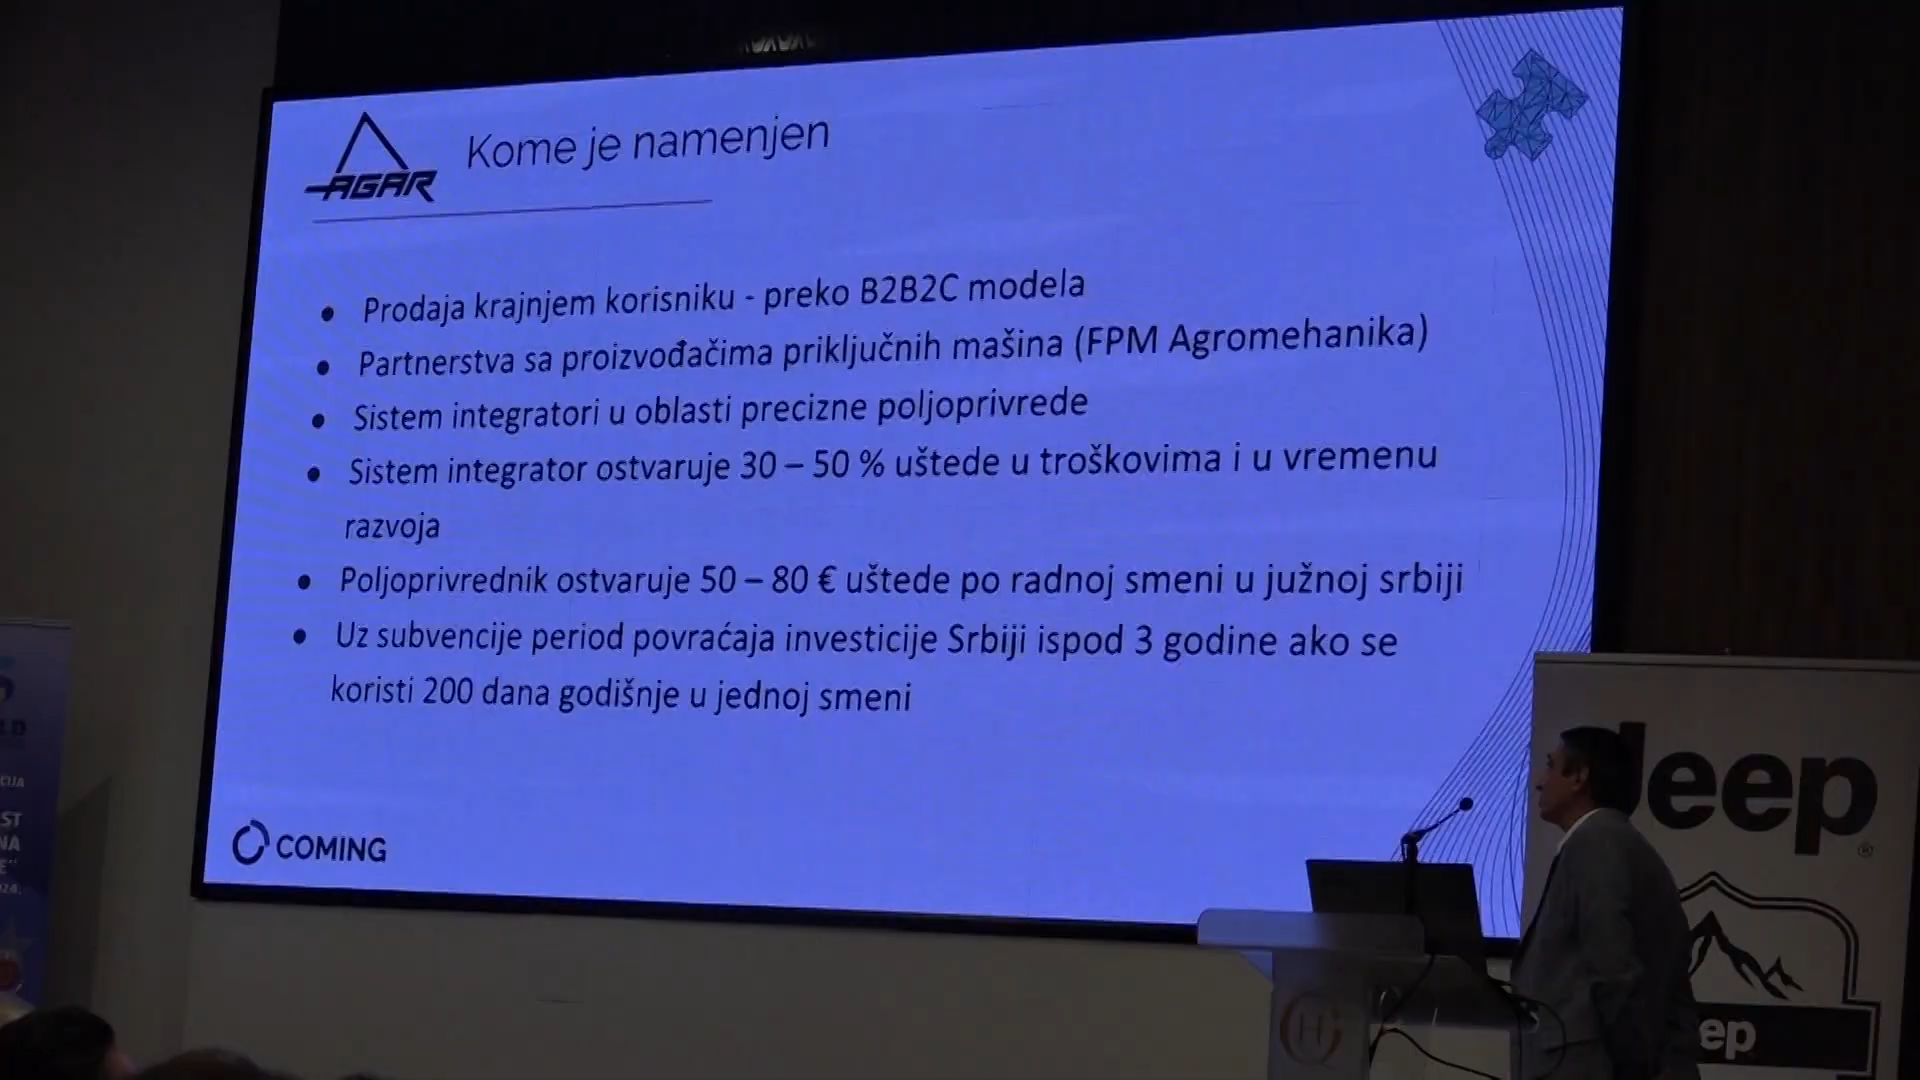 AGAR
Kome je namenjen
• Prodaja krajnjem korisniku - preko B2B2C modela
• Partnerstva sa proizvođačima priključnih mašina (FPM Agromehanika)
• Sistem integratori u oblasti precizne poljoprivrede
• Sistem integrator ostvaruje 30 – 50 % uštede u troškovima i u vremenu
razvoja
• Poljoprivrednik ostvaruje 50 – 80 € uštede po radnoj smeni u južnoj srbiji
• Uz subvencije period povraćaja investicije Srbiji ispod 3 godine ako se
koristi 200 dana godišnje u jednoj smeni
COMING
Jeep
®